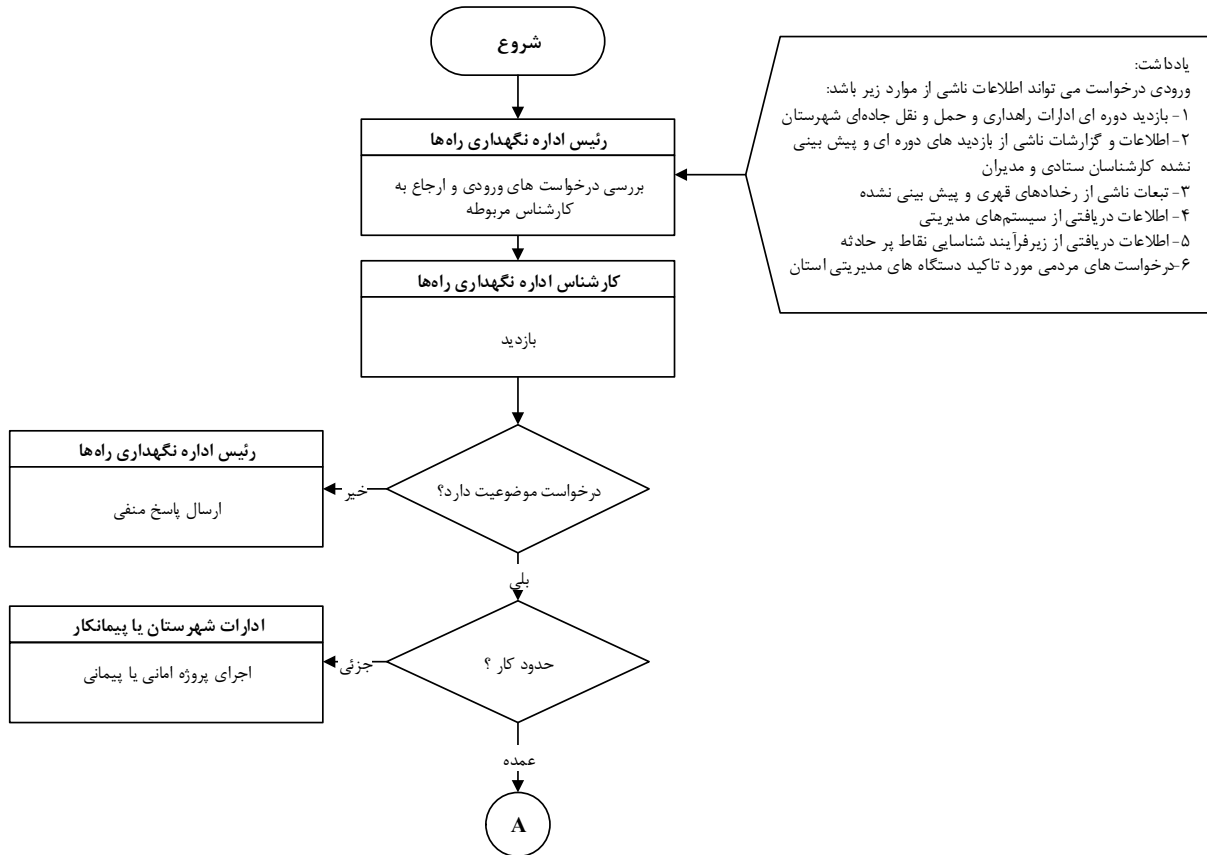 شروع
یادداشت:
ورودی درخواست می تواند اطلاعات ناشی از موارد زیر باشد:
۱- بازدید دوره ای ادارات راهداری و حمل و نقل جاده‌ای شهرستان
۲- اطلاعات و گزارشات ناشی از بازدید های دوره ای و پیش بینی
نشده کارشناسان ستادی و مدیران
۳- تبعات ناشی از رخدادهای قهری و پیش بینی نشده
۴- اطلاعات دریافتی از سیستم‌های مدیریتی
۵- اطلاعات دریافتی از زیرفرآیند شناسایی نقاط پر حادثه
۶-درخواست های مردمی مورد تاکید دستگاه های مدیریتی استان
رئیس اداره نگهداری راه‌ها
بررسی درخواست های ورودی و ارجاع به
کارشناس مربوطه
کارشناس اداره نگهداری راه‌ها
بازدید
درخواست موضوعیت دارد؟
خیر
رئیس اداره نگهداری راه‌ها
ارسال پاسخ منفی
بلی
حدود کار ؟
جزئی
ادارات شهرستان یا پیمانکار
اجرای پروژه امانی یا پیمانی
عمده
A